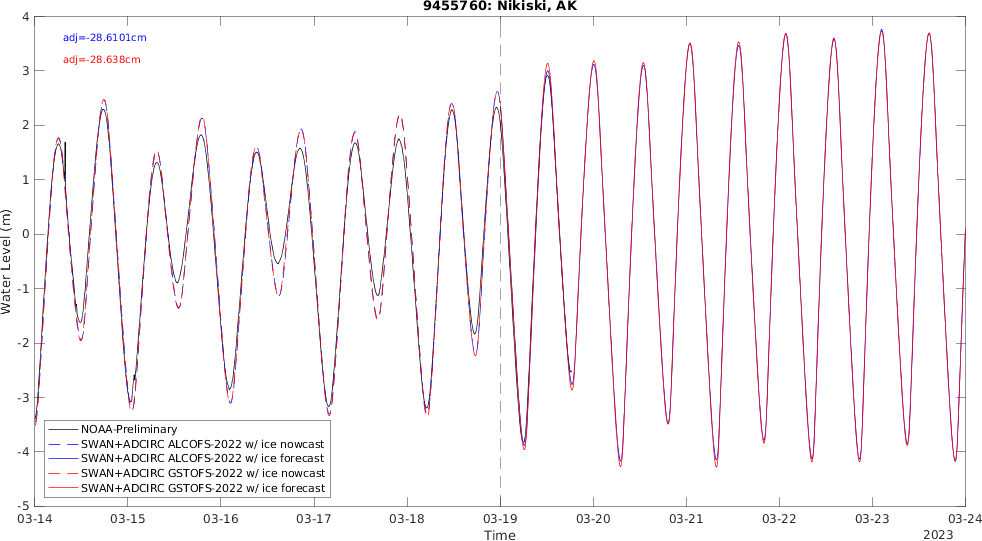 9455760: Nikiski, AK
adj=-28.6101cm
adj=-28.638cm
Water Level (m)
4
3
2
1
0
-1
-2
-3
-4
-5
NOAA-Preliminary
SWAN+ADCIRC ALCOFS-2022 w/ ice nowcast
SWAN+ADCIRC ALCOFS-2022 w/ ice forecast
SWAN+ADCIRC GSTOFS-2022 w/ ice nowcast
SWAN+ADCIRC GSTOFS-2022 w/ ice forecast
03-14 03-15 03-16 03-17 03-18 03-19 03-20 03-21 03-22 03-23 03-24
Time
2023